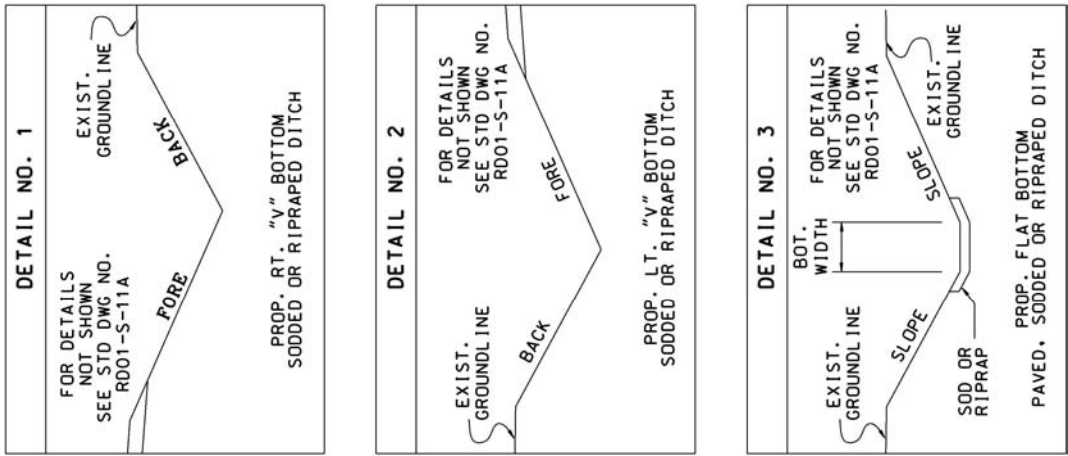 DETAIL NO. 1
FOR DETAILS
NOT SHOWN
SEE STD DWG NO.
RD01-S-11A
EXIST.
GROUNDLINE
FORE
BACK
PROP. RT. "V" BOTTOM
SODDED OR RIPRAPED DITCH
DETAIL NO. 2
EXIST.
GROUNDLINE
FOR DETAILS
NOT SHOWN
SEE STD DWG NO.
RD01-S-11A
BACK
FORE
PROP. LT. "V" BOTTOM
SODDED OR RIPRAPED DITCH
DETAIL NO. 3
EXIST.
GROUNDLINE
BOT.
WIDTH
FOR DETAILS
NOT SHOWN
SEE STD DWG NO.
RD01-S-11A
SLOPE
SLOPE
EXIST.
GROUNDLINE
SOD OR
RIPRAP
PROP. FLAT BOTTOM
PAVED. SODDED OR RIPRAPED DITCH